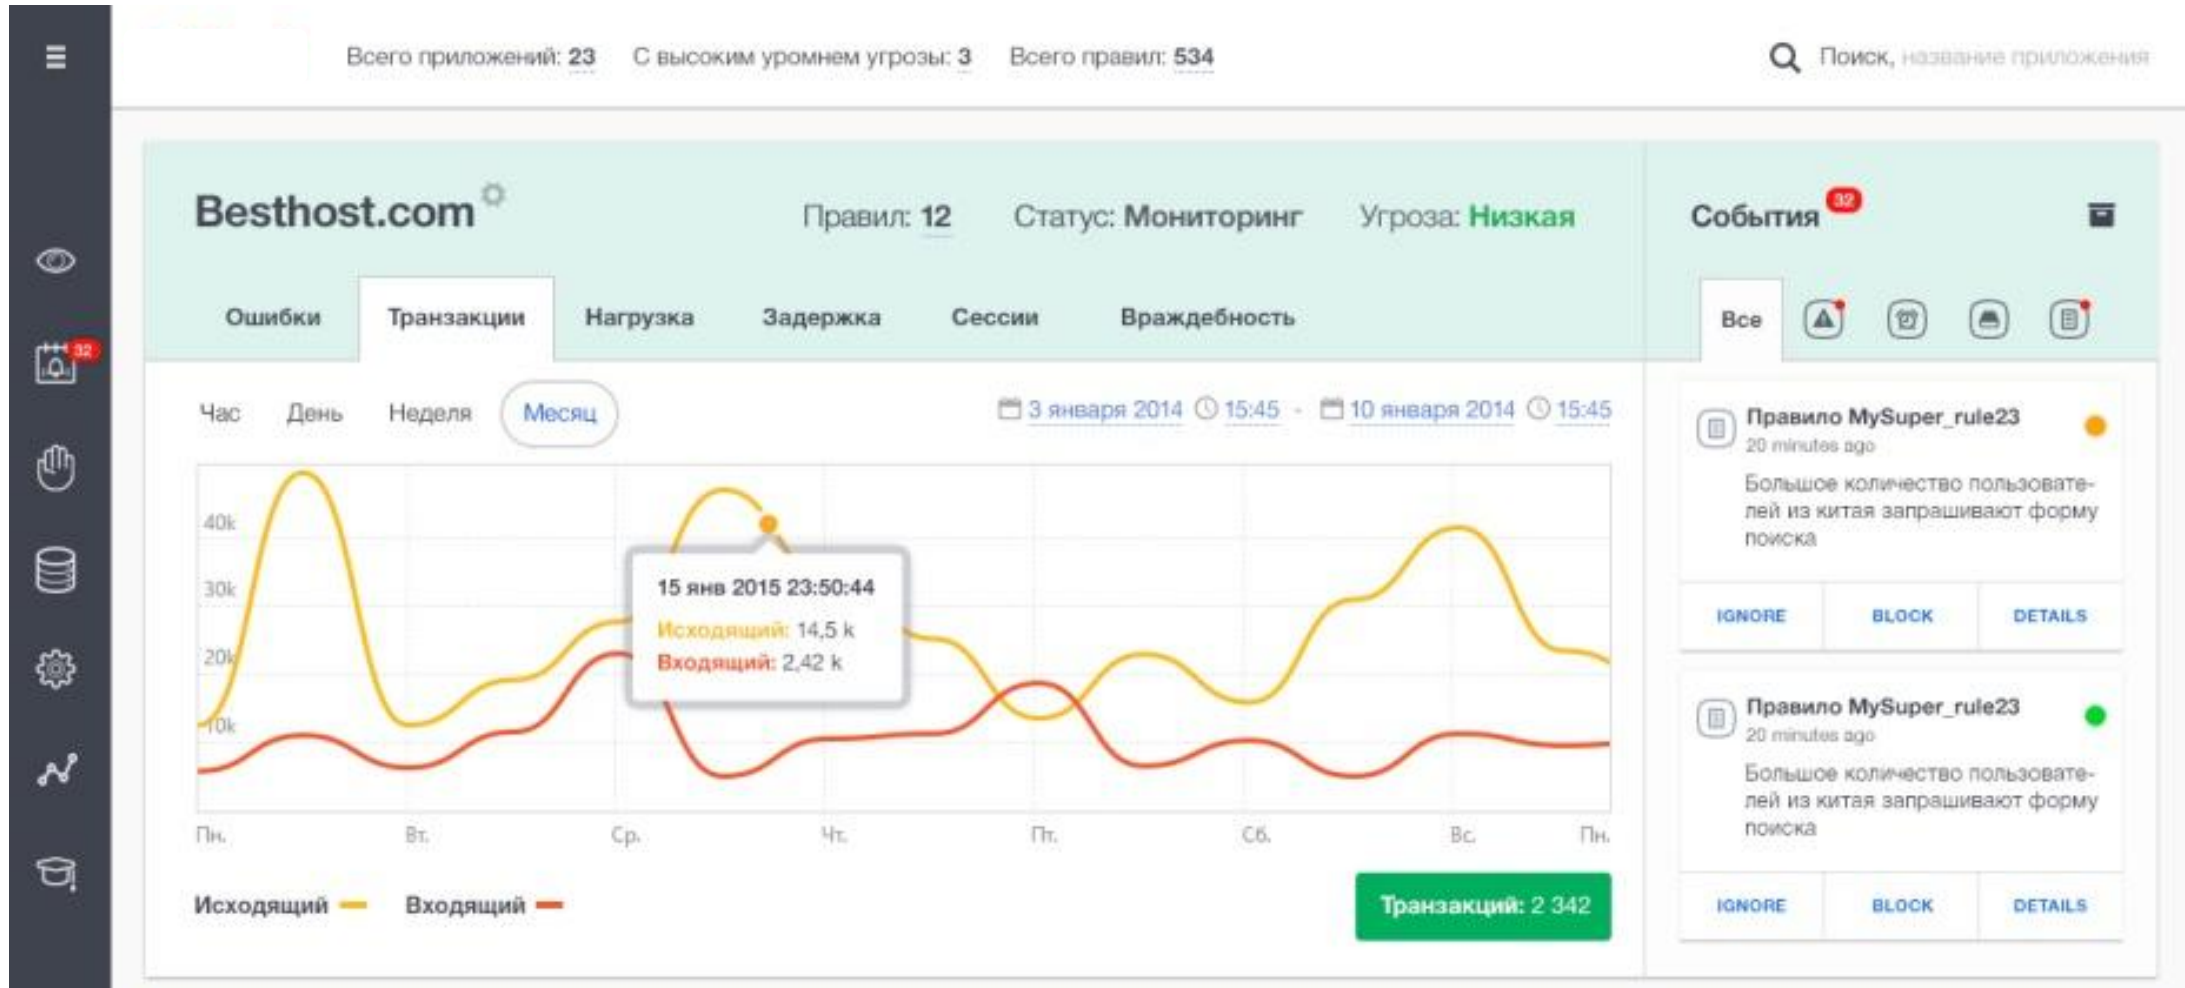 Всего приложений: 23 С высоким уромнем угрозы: 3 Всего правил: 534
Поиск, название приложения
Besthost.com
Правил: 12 Статус: Мониторинг Угроза: Низкая
События 32
Ошибки Транзакции Нагрузка Задержка Сессии Враждебность
Все
32
Час День Неделя Месяц
3 января 2014 15:45 - 10 января 2014 15:45
40k
30k
20k
10k
15 янв 2015 23:50:44
Исходящий: 14,5 k
Входящий: 2,42 k
Пн. Вт. Ср. Чт. Пт. Сб. Вс. Пн.
Исходящий Входящий
Транзакций: 2 342
Правило MySuper_rule23
20 minutes ago
Большое количество пользовате-
лей из китая запрашивают форму
поиска
IGNORE BLOCK DETAILS
Правило MySuper_rule23
20 minutes ago
Большое количество пользовате-
лей из китая запрашивают форму
поиска
IGNORE BLOCK DETAILS